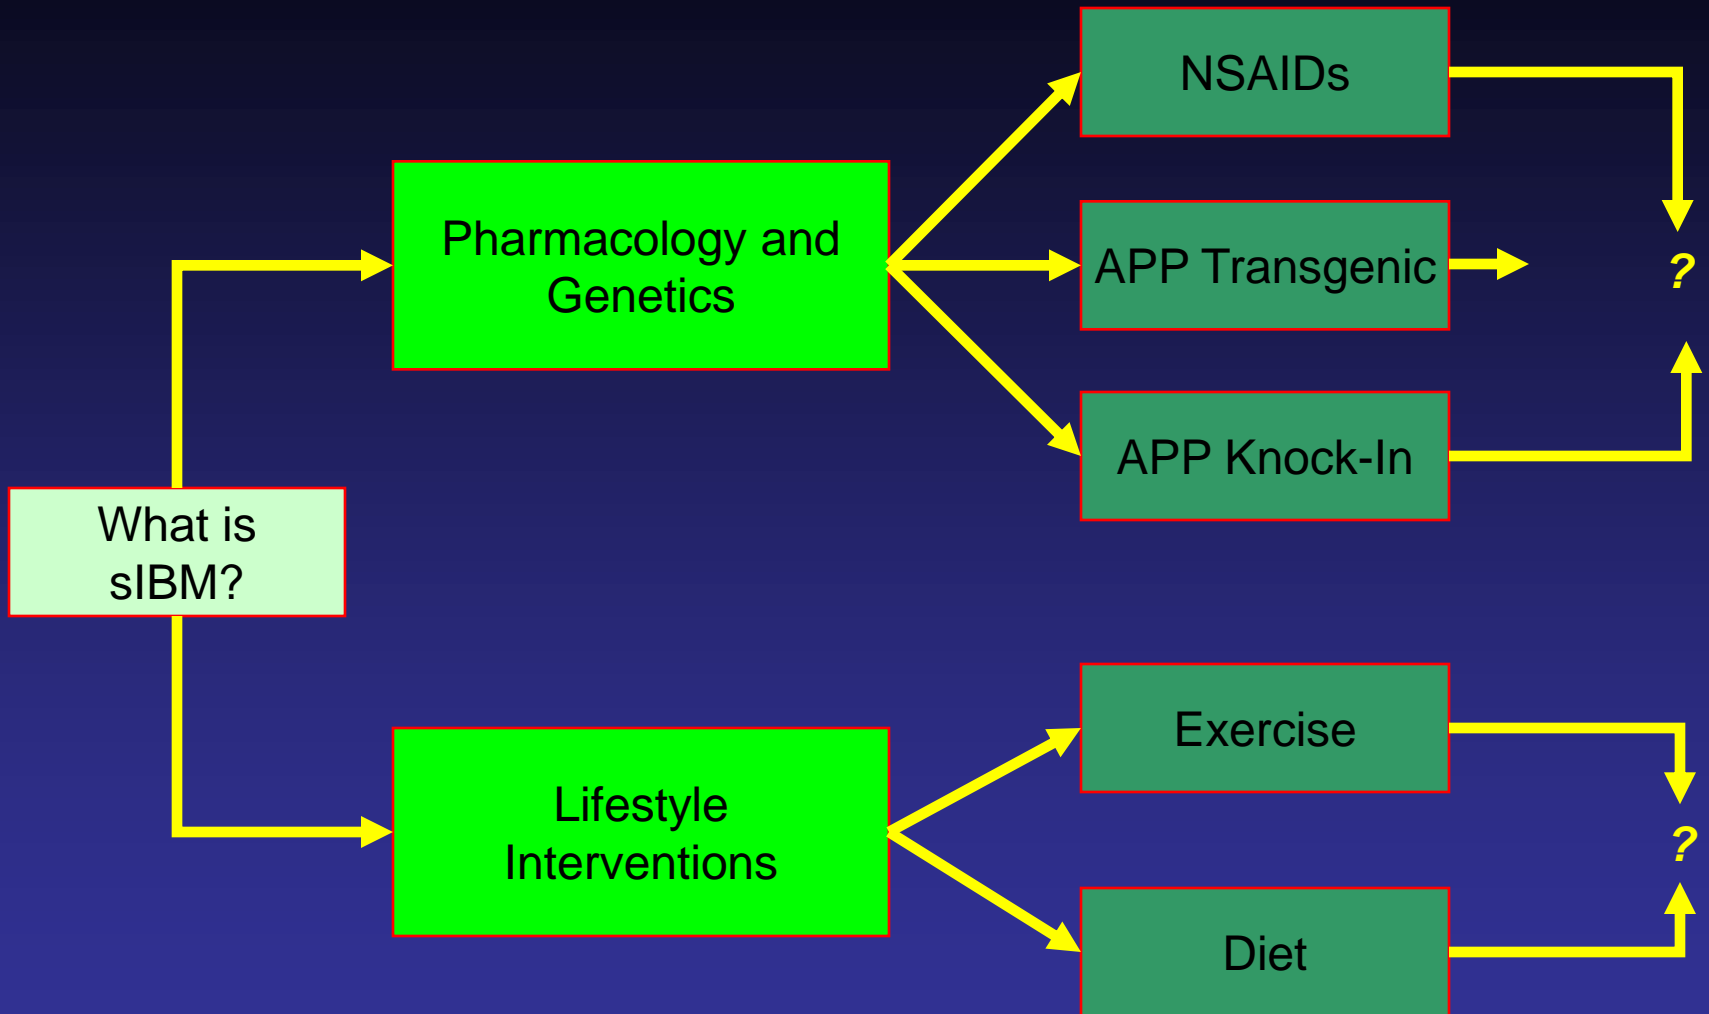 What is
sIBM?
Pharmacology and
Genetics
NSAIDs
APP Transgenic
APP Knock-In
?
Lifestyle
Interventions
Exercise
Diet
?